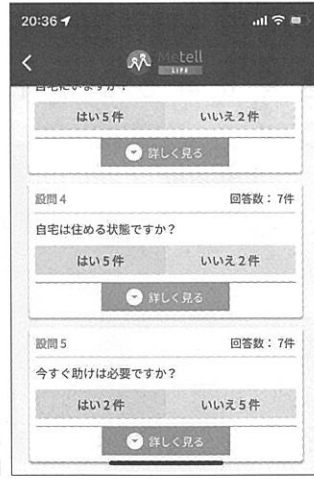 20:36
Metell
LIFE
自宅にいますか？
はい5件 いいえ2件
詳しく見る
設問4 回答数：7件
自宅は住める状態ですか？
はい5件 いいえ2件
詳しく見る
設問5 回答数：7件
今すぐ助けは必要ですか？
はい2件 いいえ5件
詳しく見る